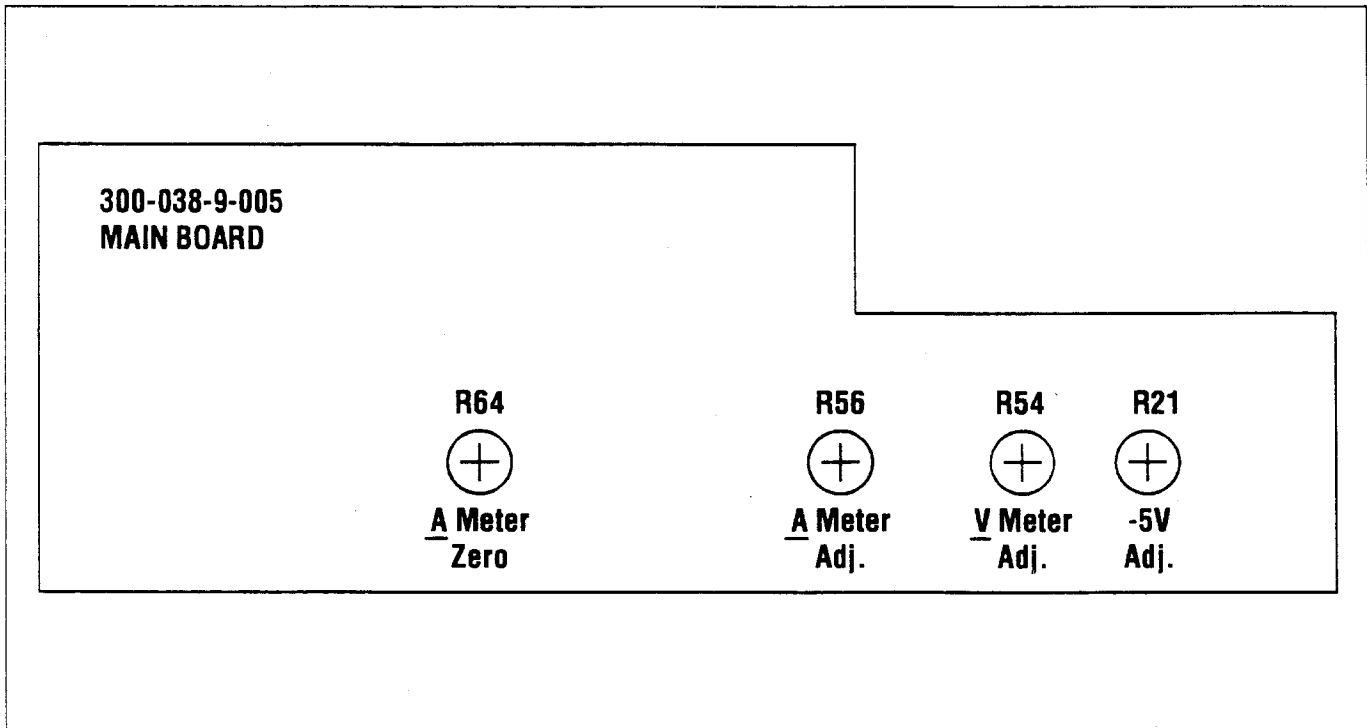 300-038-9-005
MAIN BOARD
R64
A Meter
Zero
R56
A Meter
Adj.
R54
V Meter
Adj.
R21
-5V
Adj.